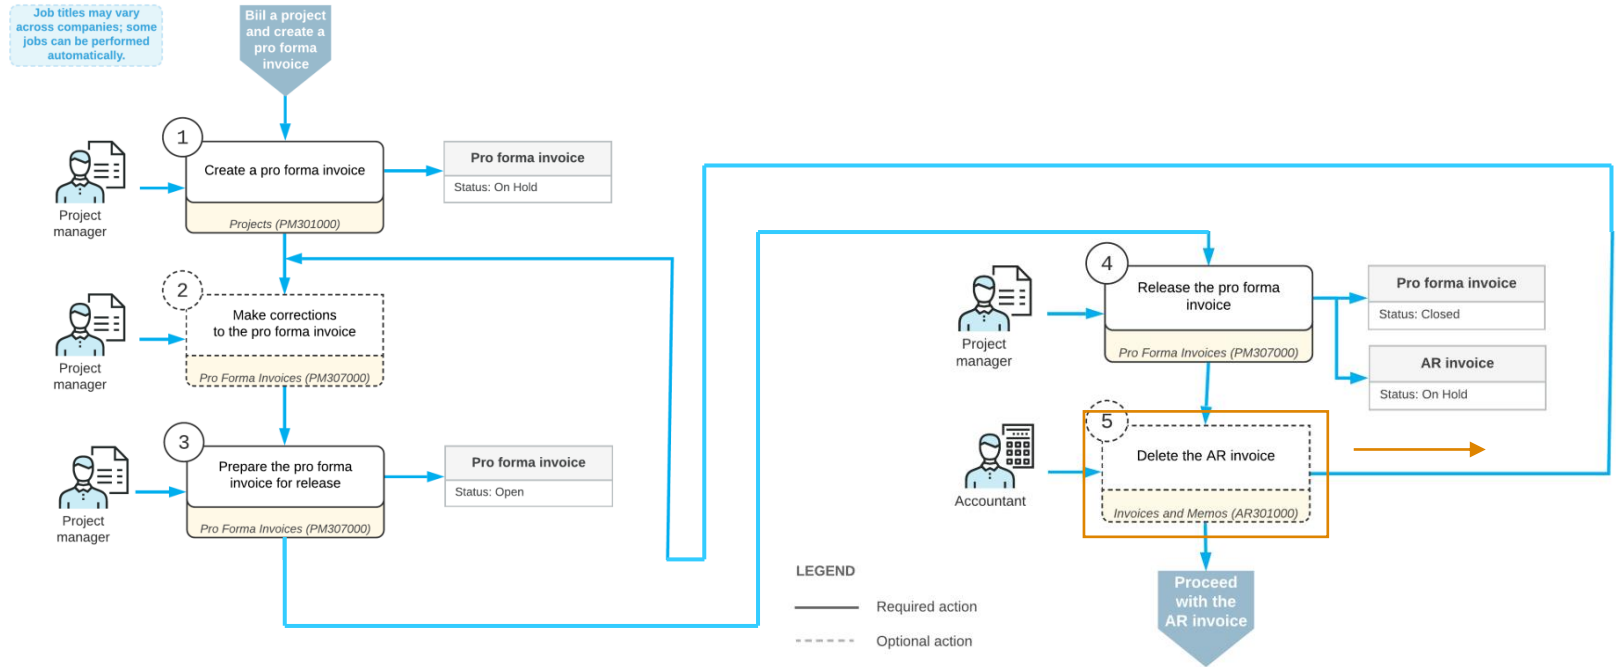 Job titles may vary
across companies; some
jobs can be performed
automatically.
Biil a project
and create a
pro forma
invoice
1
Create a pro forma invoice
Projects (PM301000)
Project
manager
Pro forma invoice
Status: On Hold
2
Make corrections
to the pro forma invoice
Pro Forma Invoices (PM307000)
Project
manager
3
Prepare the pro forma
invoice for release
Pro Forma Invoices (PM307000)
Project
manager
Pro forma invoice
Status: Open
4
Release the pro forma
invoice
Pro Forma Invoices (PM307000)
Project
manager
Pro forma invoice
Status: Closed
AR invoice
Status: On Hold
5
Delete the AR invoice
Invoices and Memos (AR301000)
Accountant
Proceed
with the
AR invoice
LEGEND
Required action
Optional action